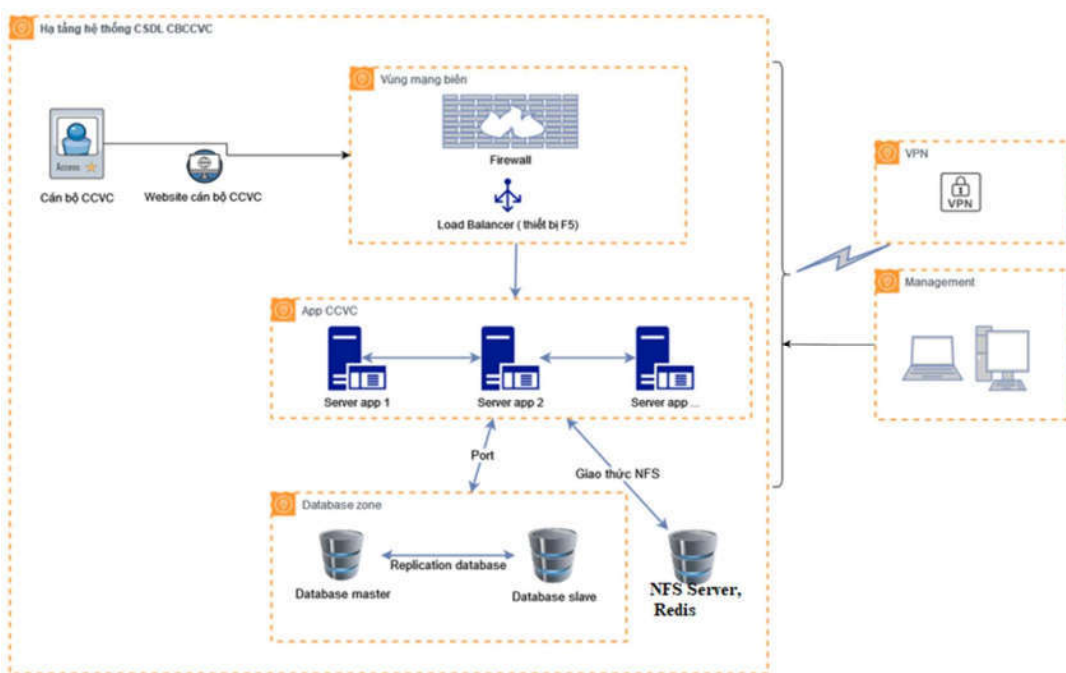 Hạ tầng hệ thống CSDL CBCCVC
Vùng mạng biên
Firewall
Access
Cán bộ CCVC
Website cán bộ CCVC
Load Balancer ( thiết bị F5)
VPN
VPN
Management
App CCVC
Server app 1
Server app 2
Server app ...
Port
Giao thức NFS
Database zone
Replication database
Database master
Database slave
NFS Server,
Redis